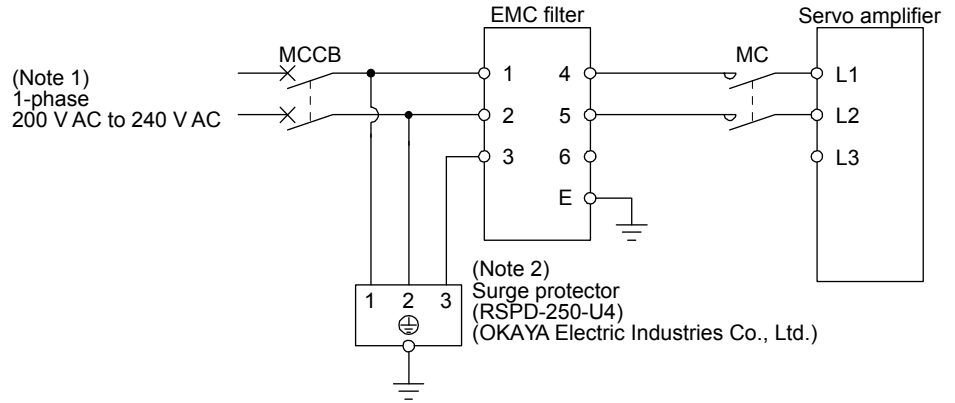 EMC filter
Servo amplifier
MCCB
MC
(Note 1)
1-phase
200 V AC to 240 V AC
1
4
L1
2
5
L2
3
6
L3
E
(Note 2)
Surge protector
(RSPD-250-U4)
(OKAYA Electric Industries Co., Ltd.)
1 2 3